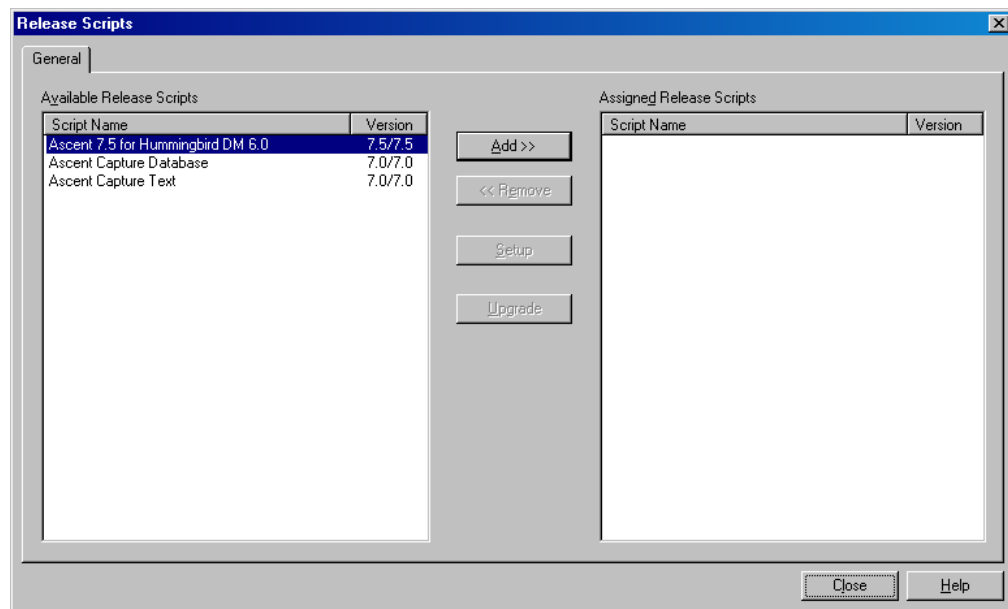 Release Scripts
General
Available Release Scripts
Script Name Version
Ascent 7.5 for Hummingbird DM 6.0 7.5/7.5
Ascent Capture Database 7.0/7.0
Ascent Capture Text 7.0/7.0
Add >>
<< Remove
Setup
Upgrade
Assigned Release Scripts
Script Name Version
Close
Help